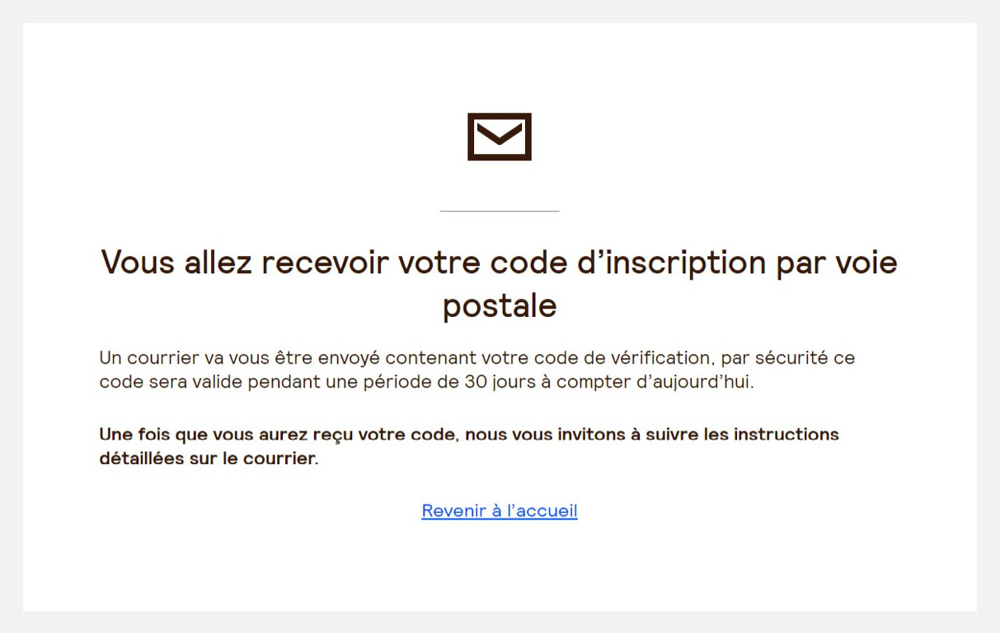 Vous allez recevoir votre code d’inscription par voie
postale
Un courrier va vous être envoyé contenant votre code de vérification, par sécurité ce
code sera valide pendant une période de 30 jours à compter d’aujourd’hui.
Une fois que vous aurez reçu votre code, nous vous invitons à suivre les instructions
détaillées sur le courrier.
Revenir à l’accueil